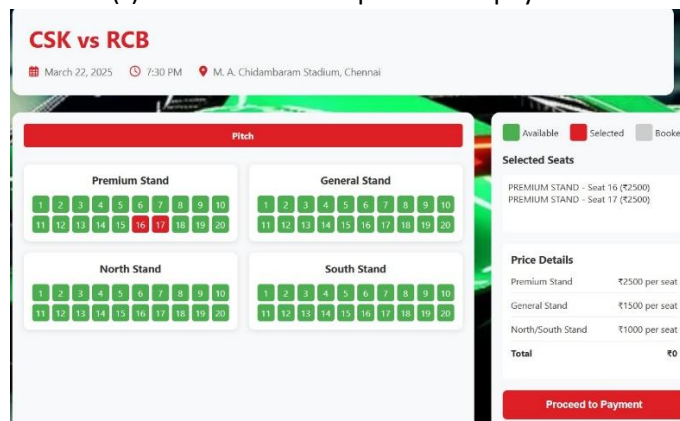 CSK vs RCB
March 22, 2025 7:30 PM M. A. Chidambaram Stadium, Chennai
Pitch
Premium Stand
1 2 3 4 5 6 7 8 9 10
11 12 13 14 15 16 17 18 19 20
General Stand
1 2 3 4 5 6 7 8 9 10
11 12 13 14 15 16 17 18 19 20
North Stand
1 2 3 4 5 6 7 8 9 10
11 12 13 14 15 16 17 18 19 20
South Stand
1 2 3 4 5 6 7 8 9 10
11 12 13 14 15 16 17 18 19 20
Available Selected Booke
Selected Seats
PREMIUM STAND - Seat 16 (₹2500)
PREMIUM STAND - Seat 17 (₹2500)
Price Details
Premium Stand ₹2500 per seat
General Stand ₹1500 per seat
North/South Stand ₹1000 per seat
Total ₹0
Proceed to Payment